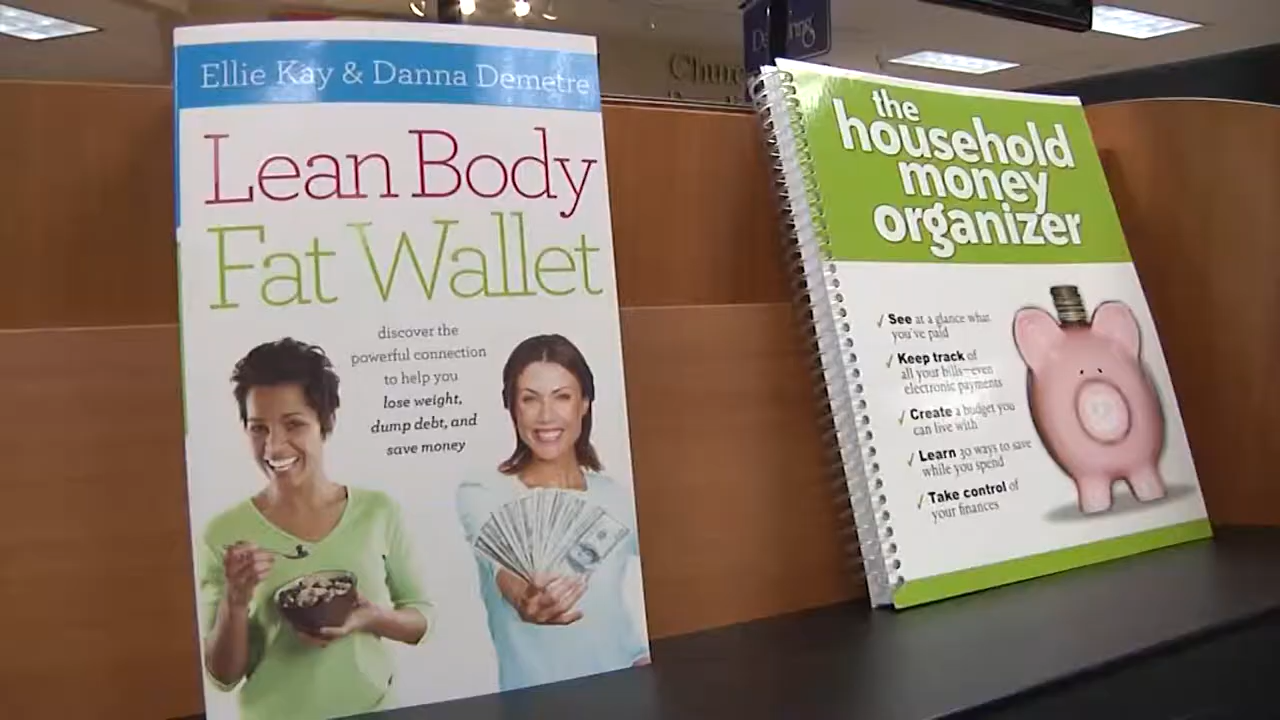 Ellie Kay & Danna Demetre
Lean Body
Fat Wallet
discover the
powerful connection
to help you
lose weight,
dump debt, and
save money
the
household
money
organizer
✓ See at a glance what
you've paid
✓ Keep track of
all your bills—even
electronic payments
✓ Create a budget you
can live with
✓ Learn 30 ways to save
while you spend
✓ Take control of
your finances